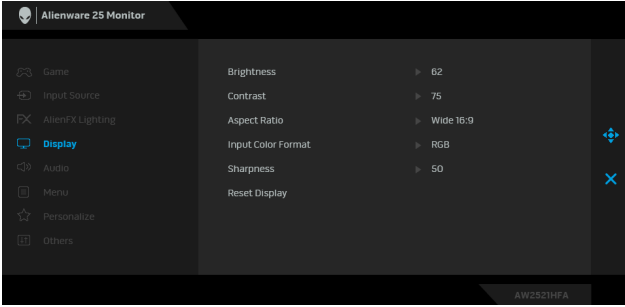 Alienware 25 Monitor
Game
Input Source
FX AlienFX Lighting
Display
Audio
Menu
Personalize
Others
Brightness 62
Contrast 75
Aspect Ratio Wide 16:9
Input Color Format RGB
Sharpness 50
Reset Display
AW2521HFA